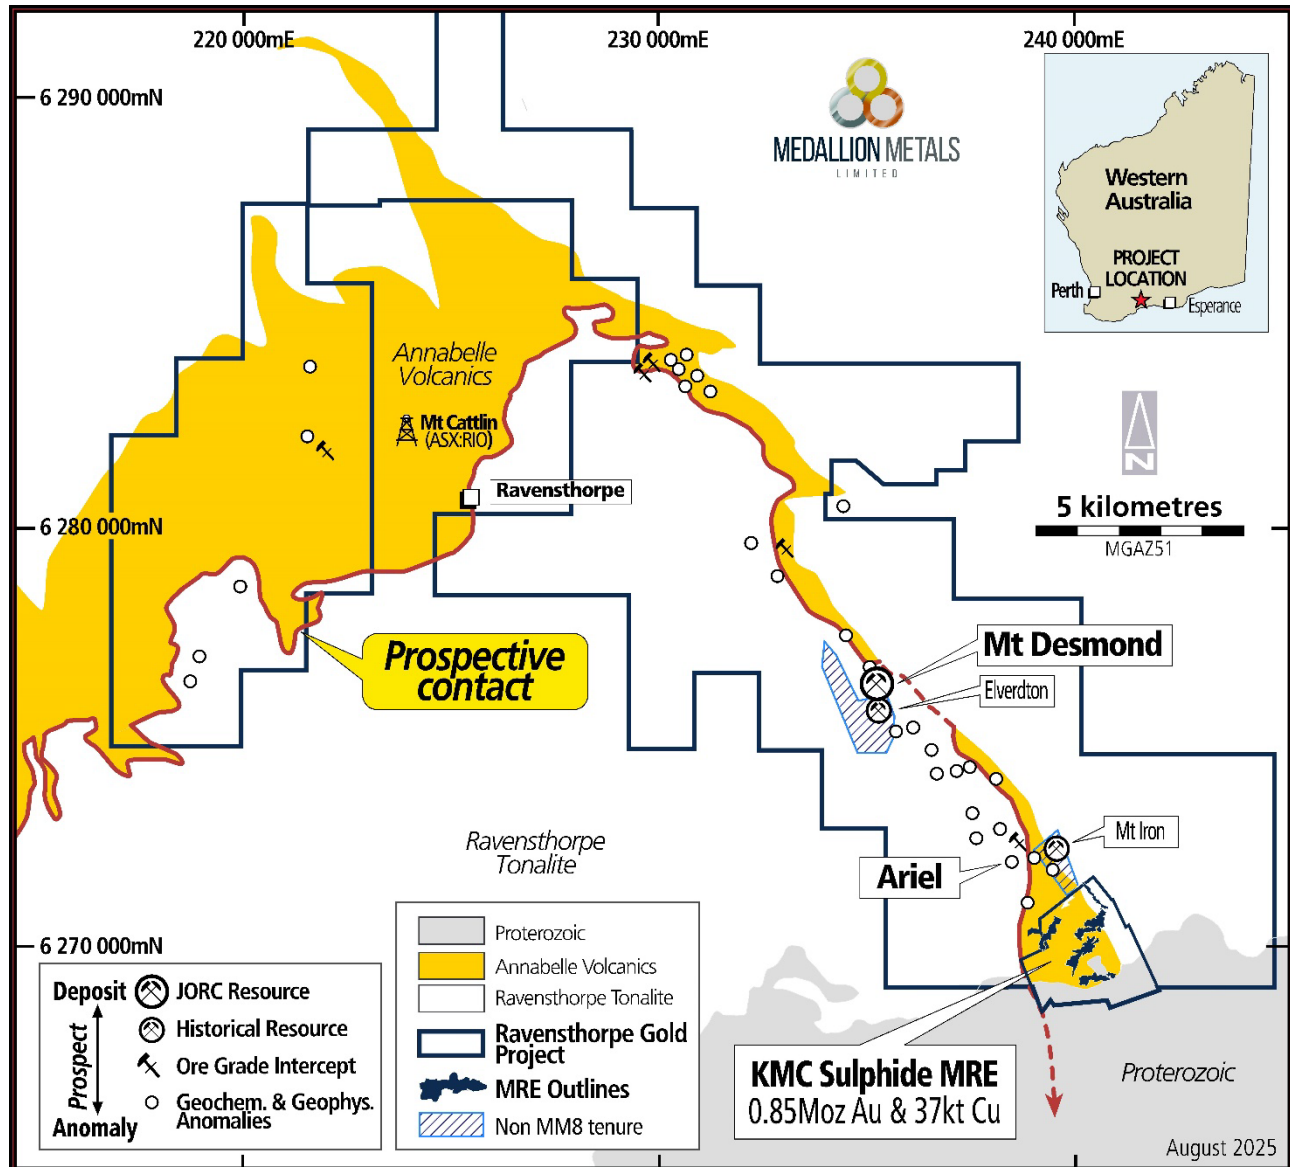 220 000mE
230 000mE
240 000mE
6 290 000mN
MEDALLION METALS
LIMITED
Western
Australia
PROJECT
LOCATION
Perth
Esperance
Annabelle
Volcanics
Mt Cattlin
(ASX:RIO)
Ravensthorpe
N
5 kilometres
MGAZ51
6 280 000mN
Prospective
contact
Mt Desmond
Elverdton
Mt Iron
Ravensthorpe
Tonalite
Ariel
6 270 000mN
Deposit
Prospect
Anomaly
JORC Resource
Historical Resource
Ore Grade Intercept
Geochem. & Geophys.
Anomalies
Proterozoic
Annabelle Volcanics
Ravensthorpe Tonalite
Ravensthorpe Gold
Project
MRE Outlines
Non MM8 tenure
KMC Sulphide MRE
0.85Moz Au & 37kt Cu
Proterozoic
August 2025